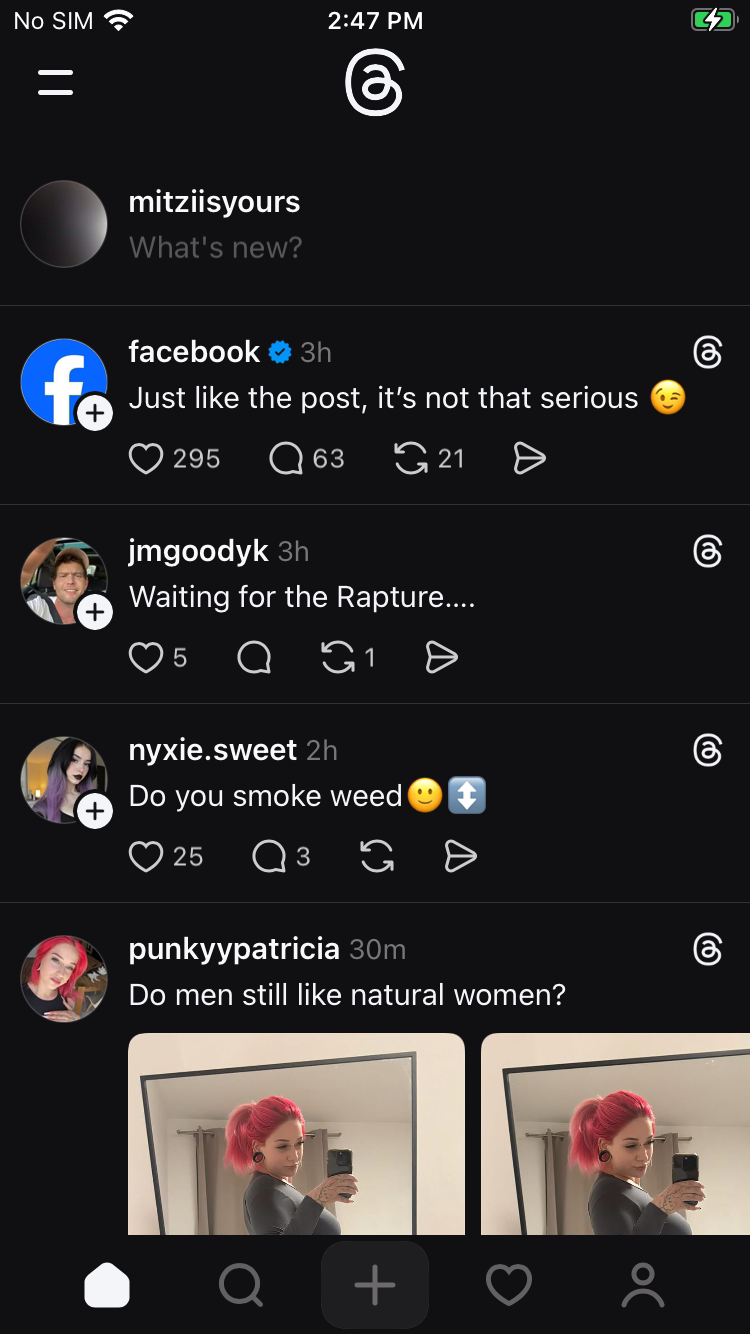 No SIM 2:47 PM
mitziisyours
What's new?
facebook 3h
Just like the post, it’s not that serious 😉
295 63 21
jmgoodyk 3h
Waiting for the Rapture....
5 1
nyxie.sweet 2h
Do you smoke weed🙂↕️
25 3
punkyypatricia 30m
Do men still like natural women?